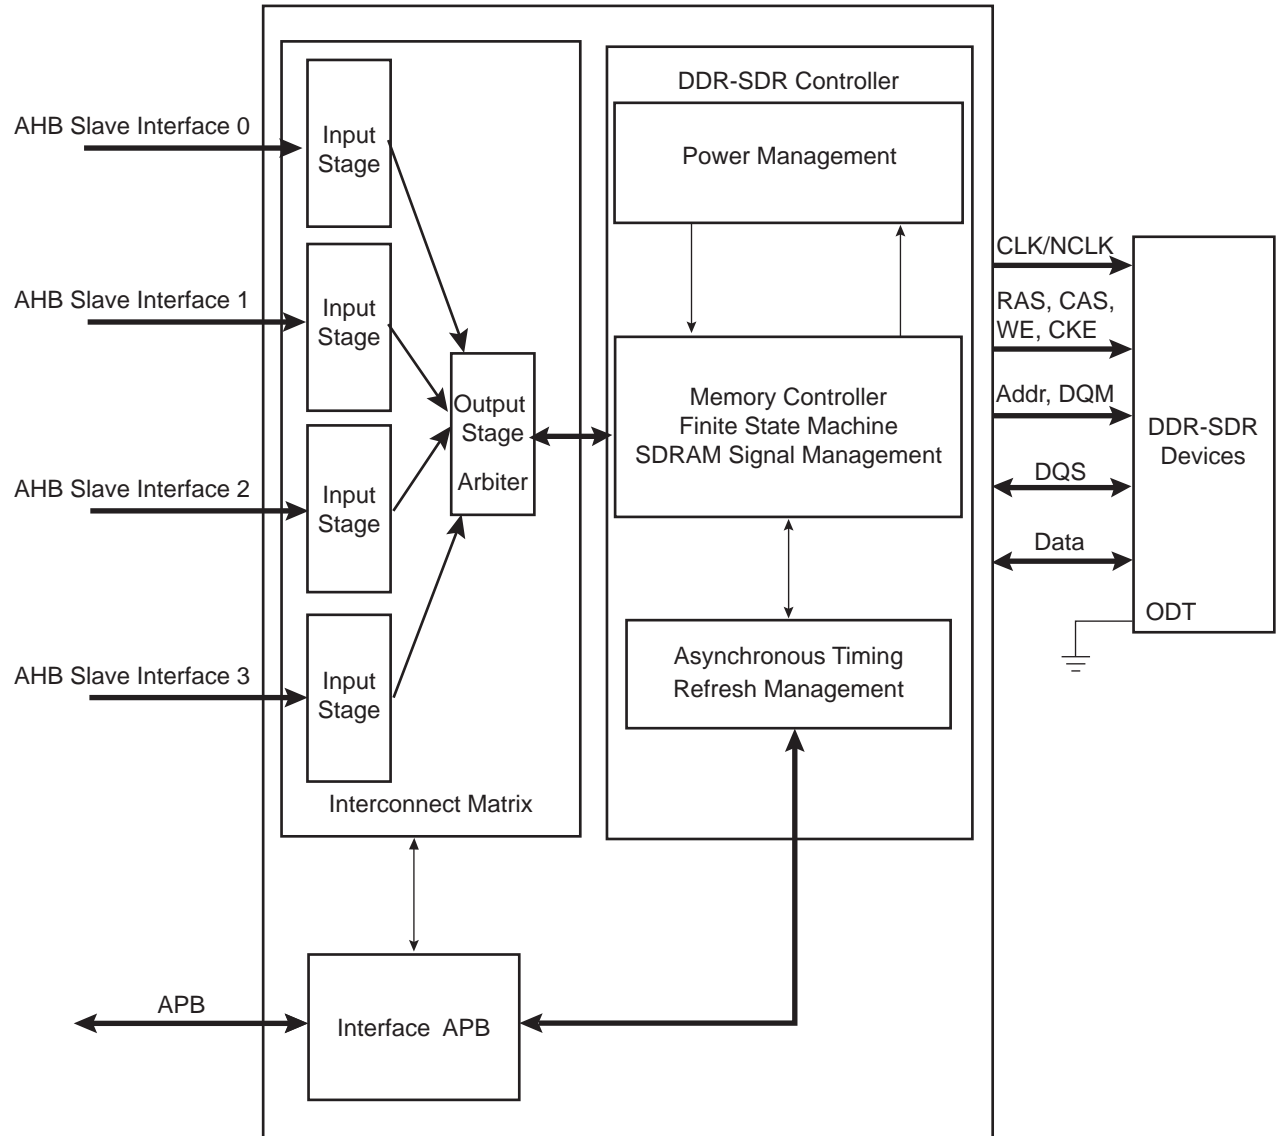 DDR-SDR Controller
Power Management
AHB Slave Interface 0
Input
Stage
AHB Slave Interface 1
Input
Stage
AHB Slave Interface 2
Input
Stage
AHB Slave Interface 3
Input
Stage
Output
Stage
Arbiter
Interconnect Matrix
Memory Controller
Finite State Machine
SDRAM Signal Management
Asynchronous Timing
Refresh Management
CLK/NCLK
RAS, CAS,
WE, CKE
Addr, DQM
DQS
Data
DDR-SDR
Devices
ODT
APB
Interface APB